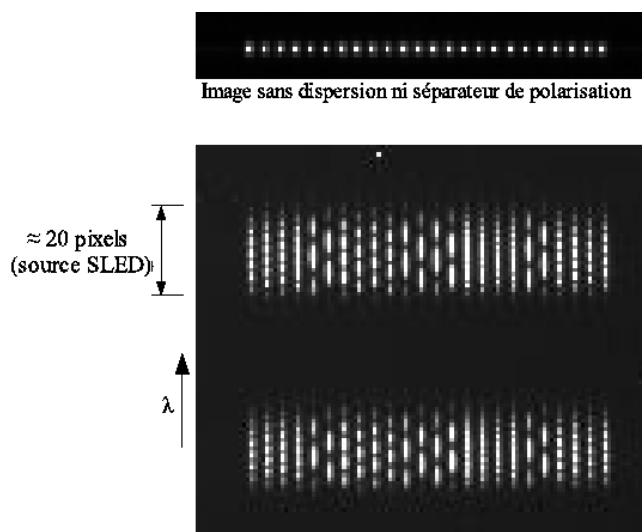 Image sans dispersion ni séparateur de polarisation
≈ 20 pixels
(source SLED)
λ